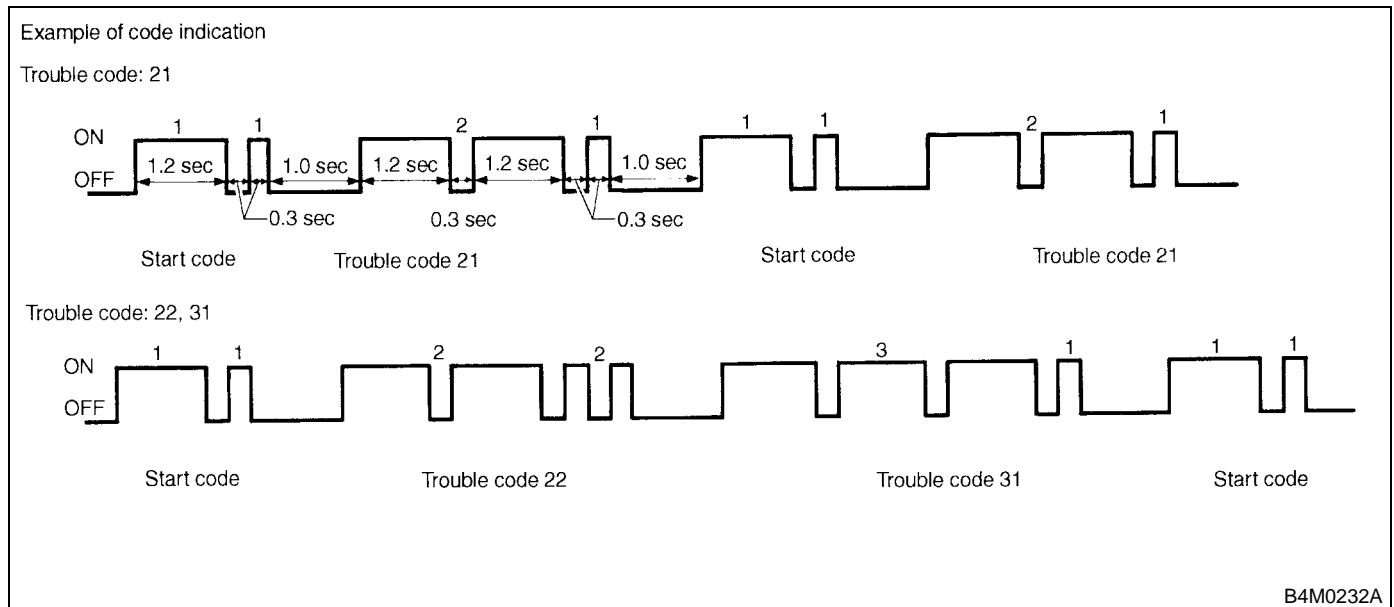 Example of code indication
Trouble code: 21
1 1 2 1 1 1 2 1
ON
1.2 sec 1.0 sec 1.2 sec 1.2 sec 1.0 sec
OFF
0.3 sec 0.3 sec 0.3 sec
Start code Trouble code 21 Start code Trouble code 21
Trouble code: 22, 31
1 1 2 2 3 1 1 1
ON
OFF
Start code Trouble code 22 Trouble code 31 Start code
B4M0232A